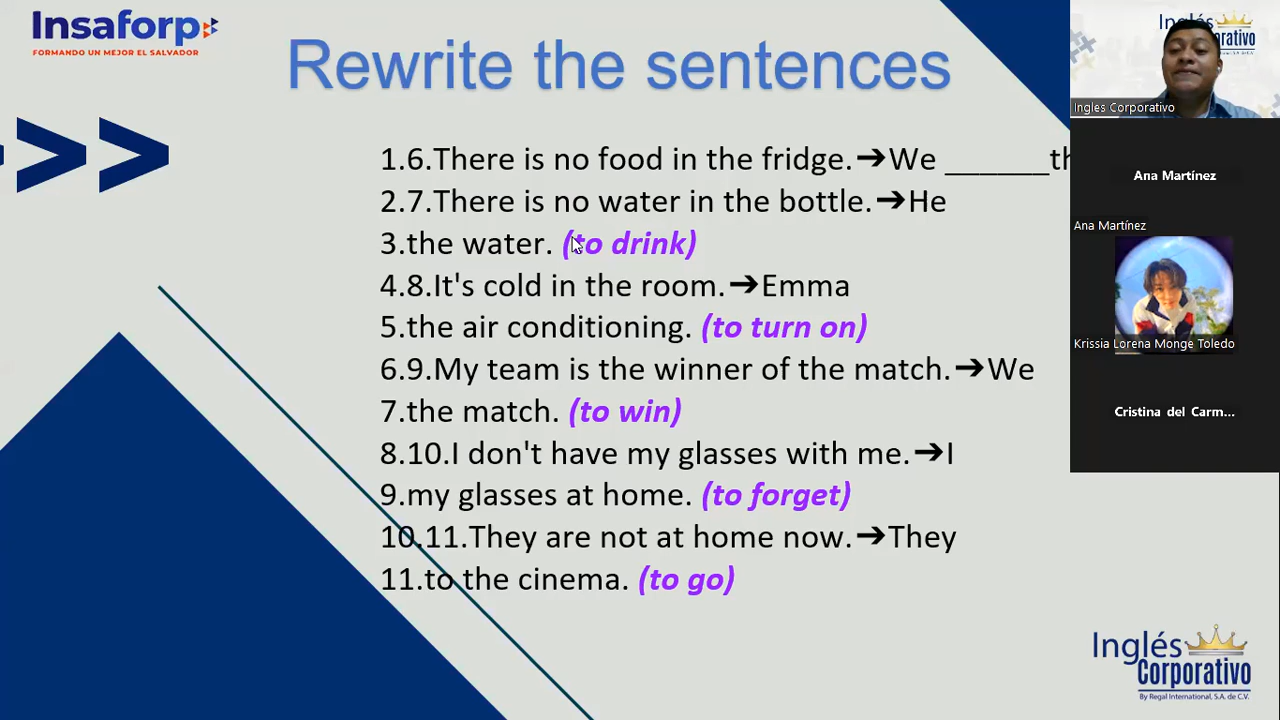 Insaforp
FORMANDO UN MEJOR EL SALVADOR
Rewrite the sentences
1.6.There is no food in the fridge.➔We ______th
2.7.There is no water in the bottle.➔He
3.the water. (to drink)
4.8.It's cold in the room.➔Emma
5.the air conditioning. (to turn on)
6.9.My team is the winner of the match.➔We
7.the match. (to win)
8.10.I don't have my glasses with me.➔I
9.my glasses at home. (to forget)
10.11.They are not at home now.➔They
11.to the cinema. (to go)
Ingles Corporativo
Ana Martínez
Ana Martínez
Krissia Lorena Monge Toledo
Cristina del Carm...
Inglés
Corporativo
By Regal International, S.A. de C.V.